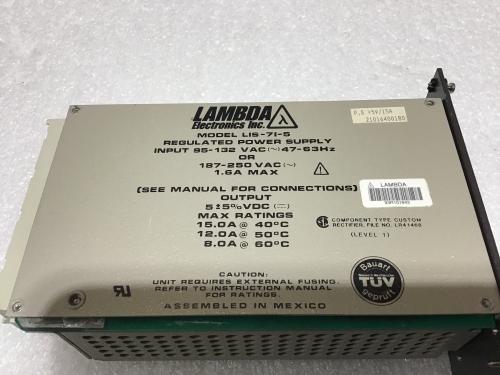 LAMBDA
Electronics Inc.
MODEL LIS-71-5
REGULATED POWER SUPPLY
INPUT 95-132 VAC (~) 47-63Hz
OR
187-250 VAC (~)
1.6A MAX
(SEE MANUAL FOR CONNECTIONS)
OUTPUT
5±5% VDC
MAX RATINGS
15.0A @ 40°C
12.0A @ 50°C
8.0A @ 60°C
P.S +5V/15A
21016400180
LAMBDA
COMPONENT TYPE CUSTOM
RECTIFIER, FILE NO. LR41468
(LEVEL 1)
Bauart
TÜV
geprüft
CAUTION:
UNIT REQUIRES EXTERNAL FUSING.
REFER TO INSTRUCTION MANUAL
FOR RATINGS.
ASSEMBLED IN MEXICO